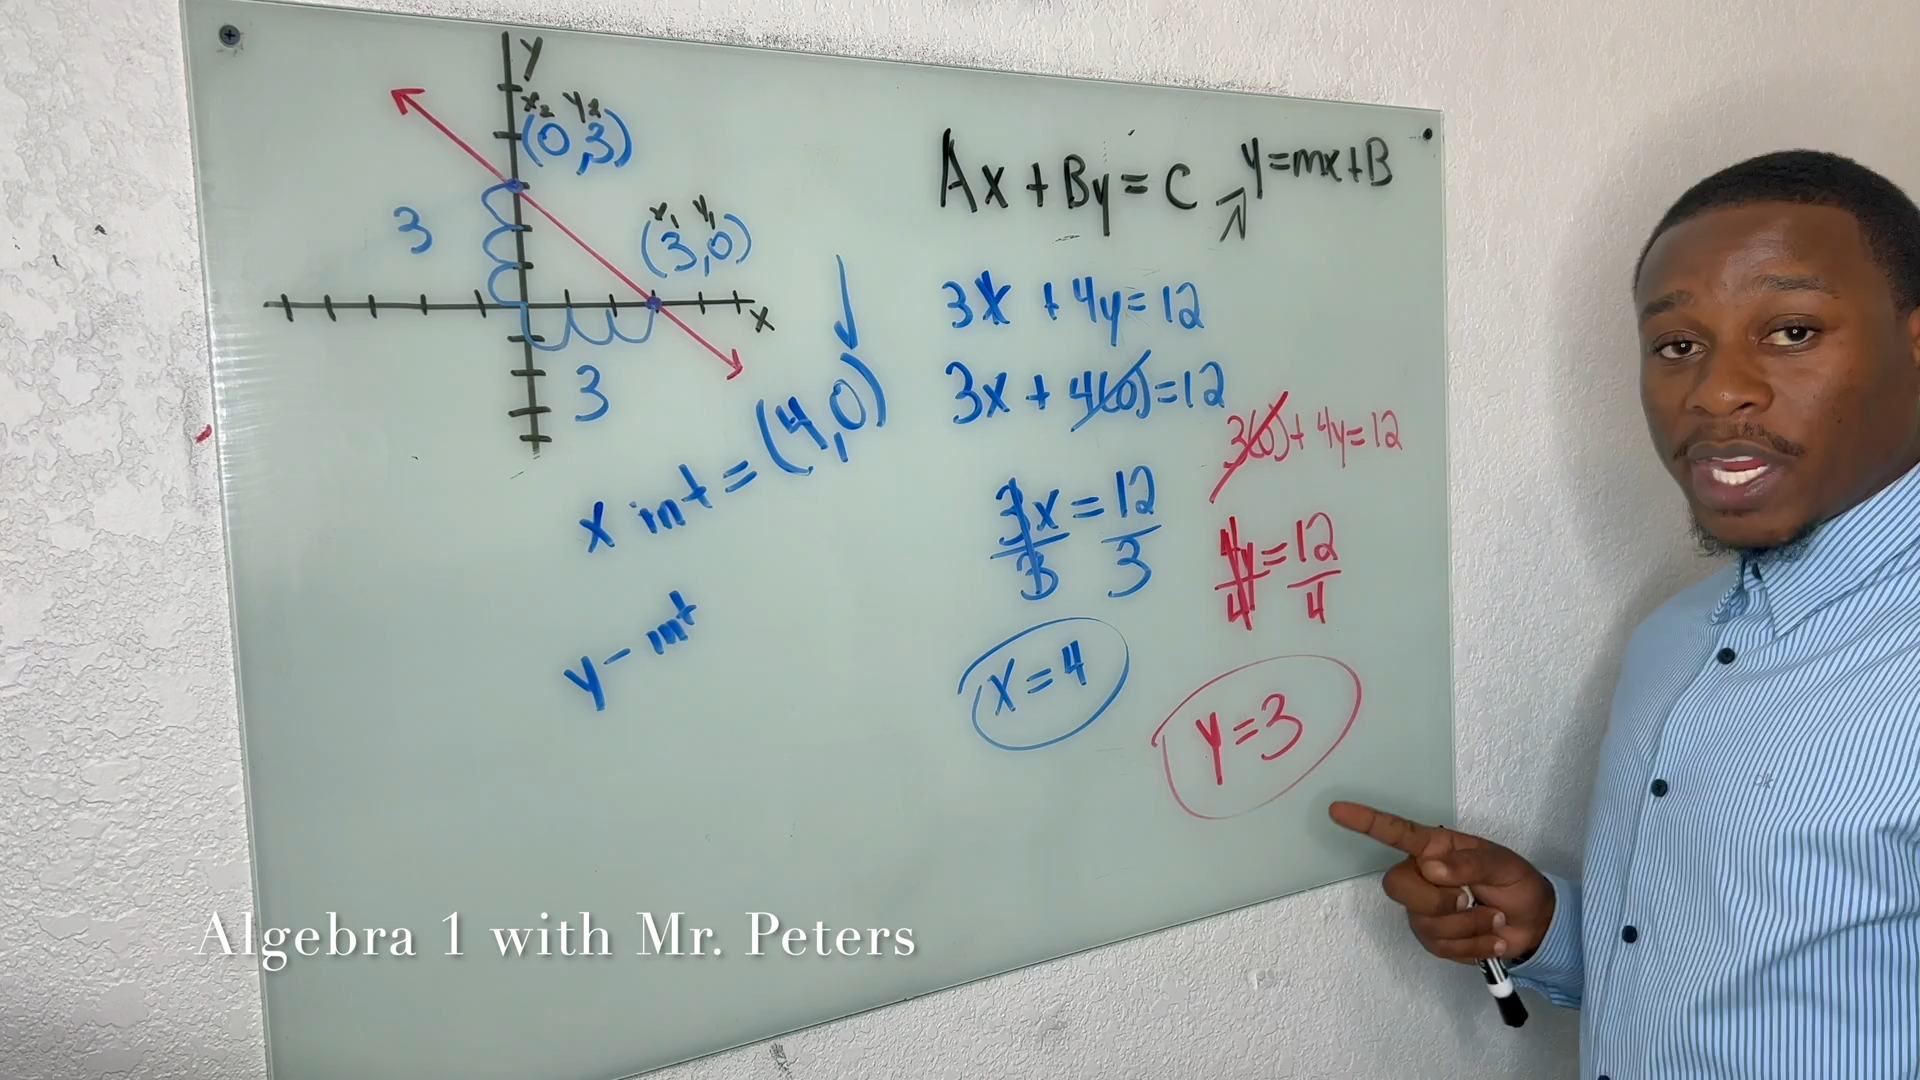 Y
x₂ y₂
(0,3)
3
x₁ y₁
(3,0)
x
3
x int = (4,0)
y-int
Ax + By = C
y=mx+B
3x + 4y = 12
3x + 4(0) = 12
3x/3 = 12/3
x = 4
3(0) + 4y = 12
4y/4 = 12/4
y = 3
Algebra 1 with Mr. Peters